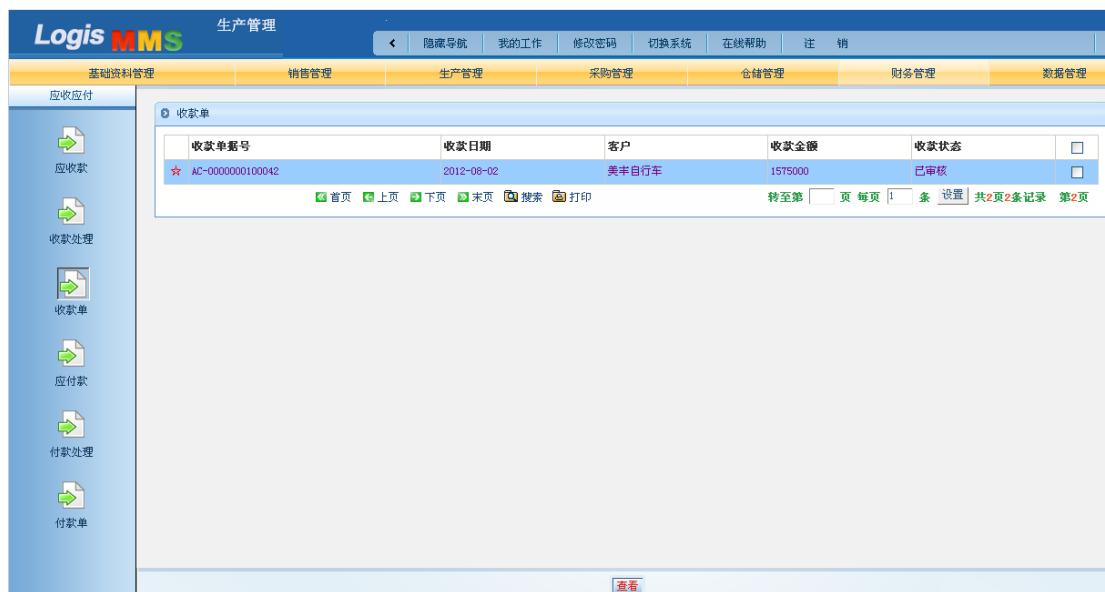 Logis MMS
生产管理
隐藏导航 我的工作 修改密码 切换系统 在线帮助 注 销
基础资料管理 销售管理 生产管理 采购管理 仓储管理 财务管理 数据管理
应收应付
收款单
收款单据号 收款日期 客户 收款金额 收款状态
AC-0000000100042 2012-08-02 美丰自行车 1575000 已审核
首页 上页 下页 末页 搜索 打印 转至第 页 每页 1 条 设置 共2页2条记录 第2页
应收款
收款处理
收款单
应付款
付款处理
付款单
查看